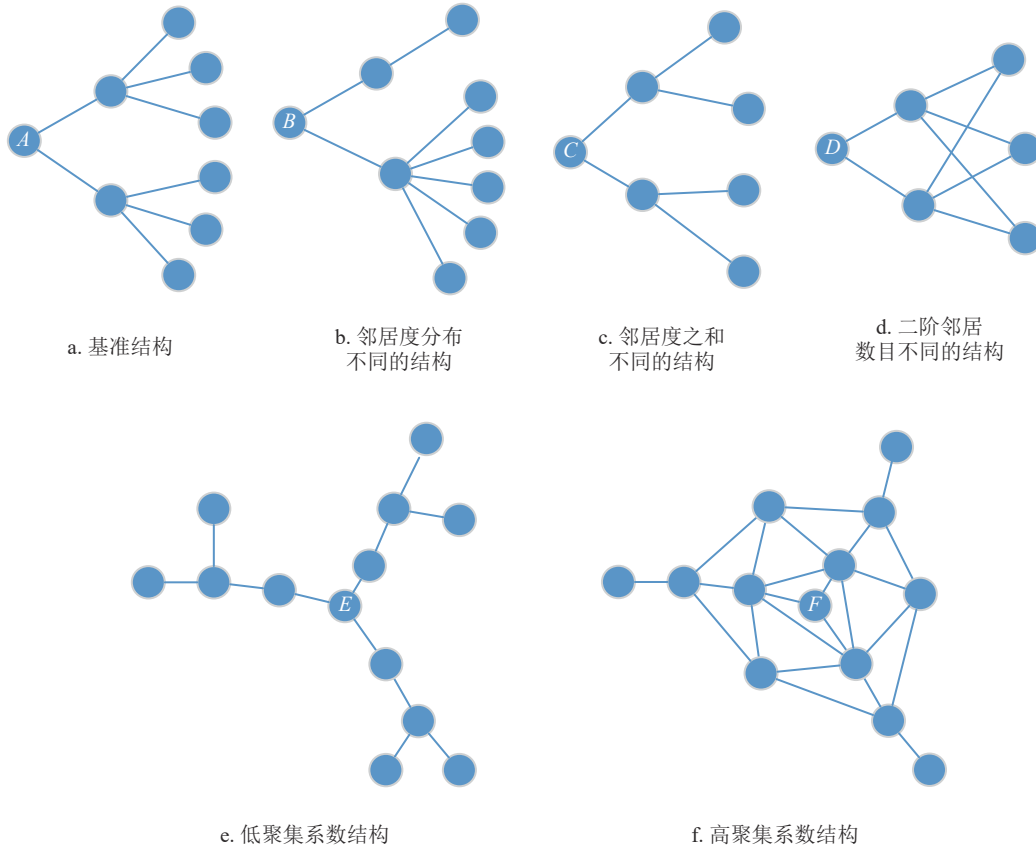 A
B
C
D
a. 基准结构
b. 邻居度分布
不同的结构
c. 邻居度之和
不同的结构
d. 二阶邻居
数目不同的结构
E
F
e. 低聚集系数结构
f. 高聚集系数结构